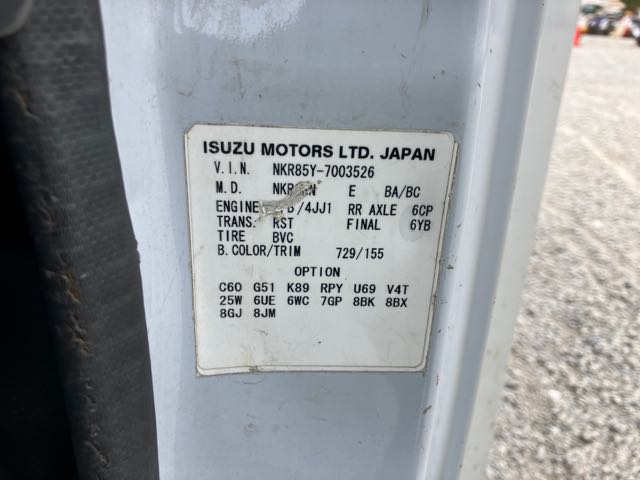 ISUZU MOTORS LTD. JAPAN
V.I.N. NKR85Y-7003526
M.D. E BA/BC
ENGINE /4JJ1 RR AXLE 6CP
TRANS. RST FINAL 6YB
TIRE BVC
B.COLOR/TRIM 729/155
OPTION
C60 G51 K89 RPY U69 V4T
25W 6UE 6WC 7GP 8BK 8BX
8GJ 8JM